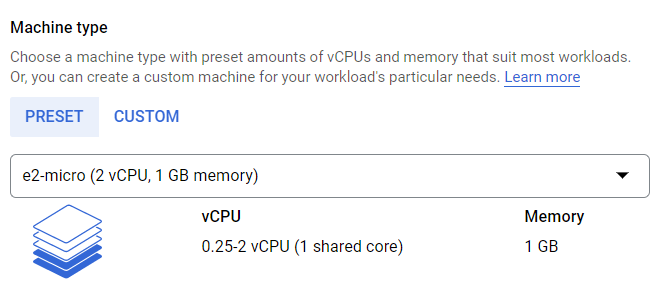 Machine type
Choose a machine type with preset amounts of vCPUs and memory that suit most workloads.
Or, you can create a custom machine for your workload's particular needs. Learn more
PRESET CUSTOM
e2-micro (2 vCPU, 1 GB memory)
vCPU Memory
0.25-2 vCPU (1 shared core) 1 GB